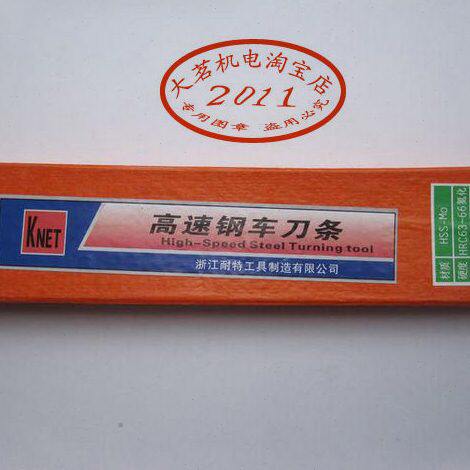 大茗机电淘宝店
2011
专用图章 盗用必究
KNET
高速钢车刀条
High-Speed Steel Turning tool
浙江耐特工具制造有限公司
材质 HSS-Mo
硬度 HRC63-66氮化